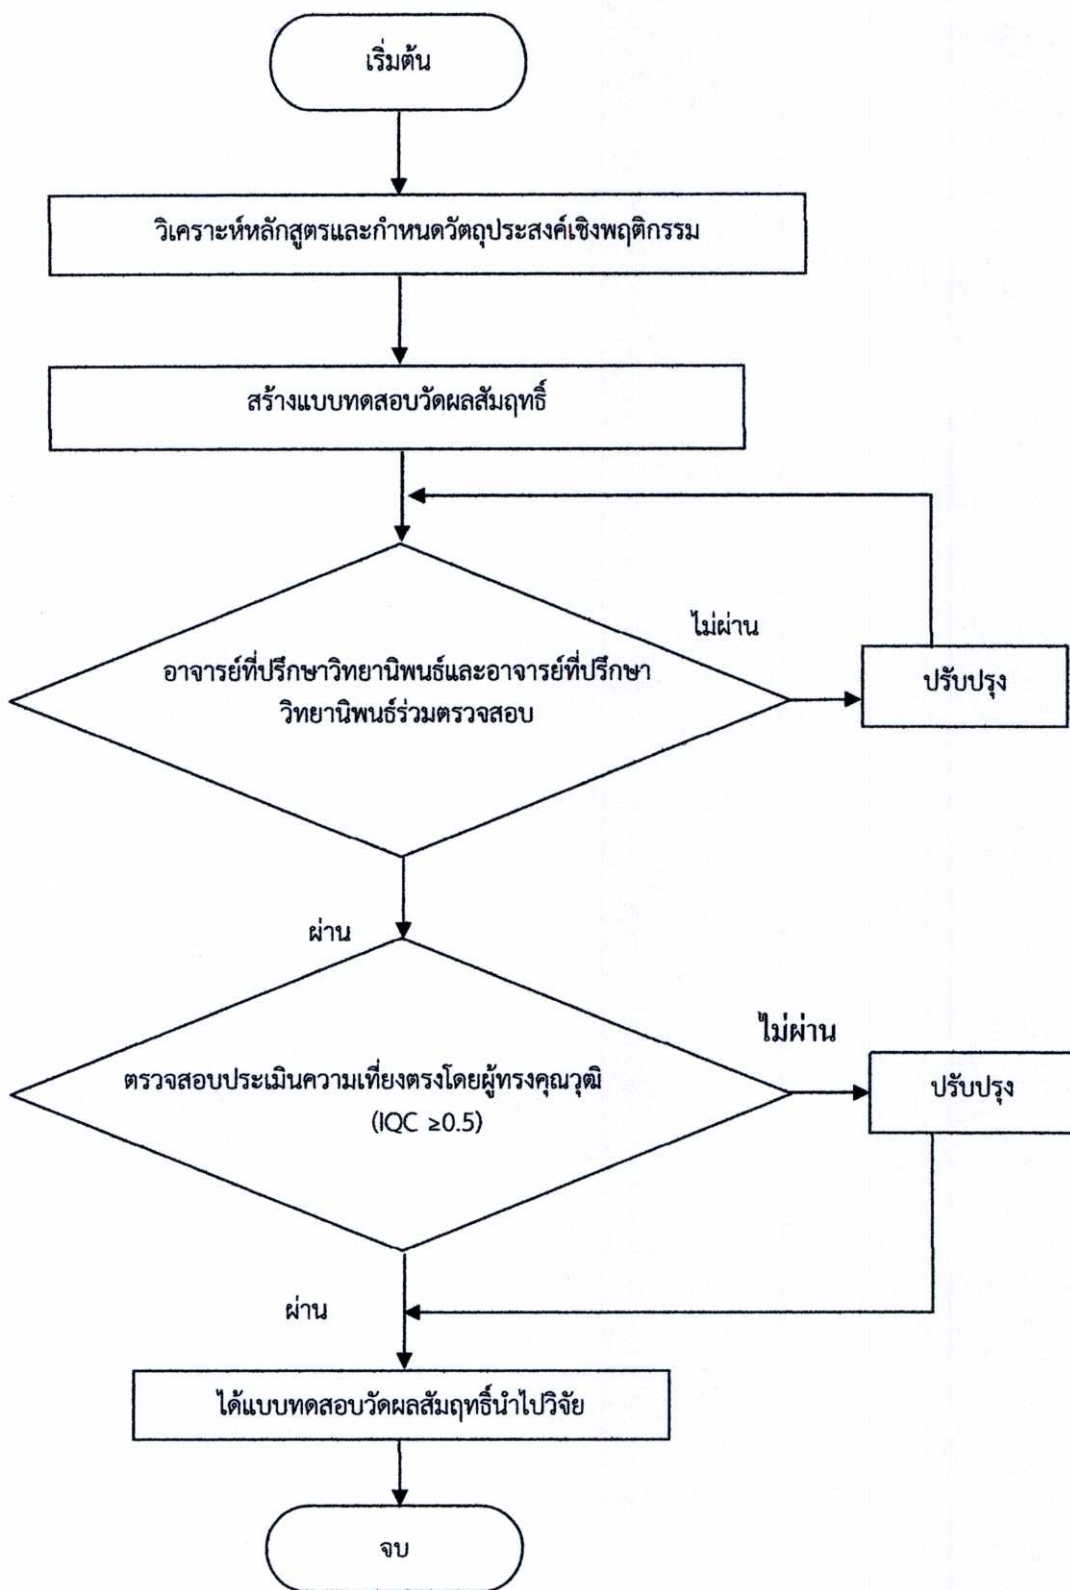 เริ่มต้น
วิเคราะห์หลักสูตรและกำหนดวัตถุประสงค์เชิงพฤติกรรม
สร้างแบบทดสอบวัดผลสัมฤทธิ์
ไม่ผ่าน
อาจารย์ที่ปรึกษาวิทยานิพนธ์และอาจารย์ที่ปรึกษา
วิทยานิพนธ์ร่วมตรวจสอบ
ปรับปรุง
ผ่าน
ไม่ผ่าน
ตรวจสอบประเมินความเที่ยงตรงโดยผู้ทรงคุณวุฒิ
(IQC ≥0.5)
ปรับปรุง
ผ่าน
ได้แบบทดสอบวัดผลสัมฤทธิ์นำไปวิจัย
จบ